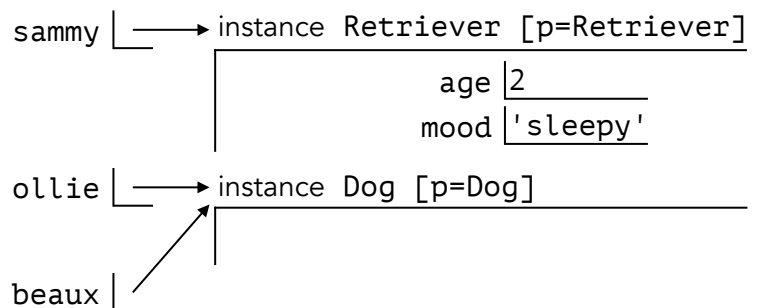 sammy instance Retriever [p=Retriever]
age 2
mood 'sleepy'
ollie instance Dog [p=Dog]
beaux